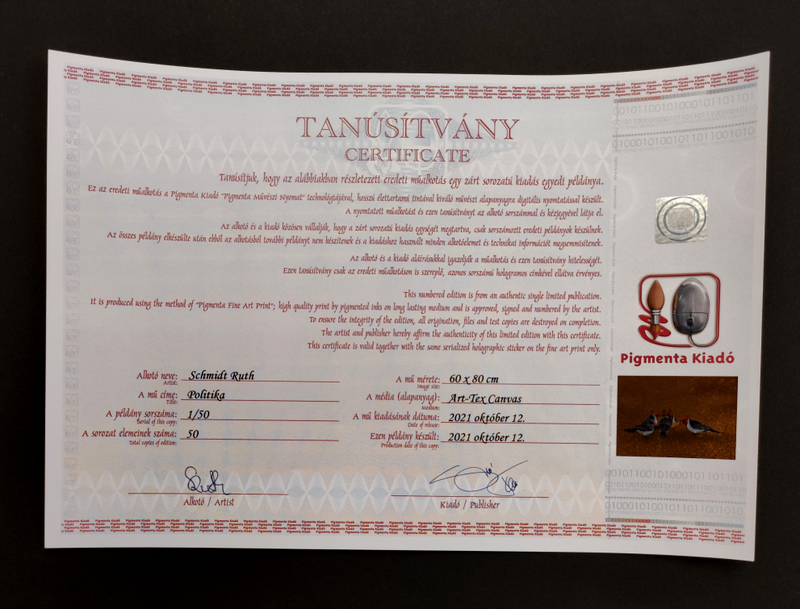 TANÚSÍTVÁNY
CERTIFICATE
Tanúsítjuk, hogy az alábbiakban részletezett eredeti műalkotás egy zárt sorozatú kiadás egyedi példánya.
Ez az eredeti műalkotás a Pigmenta Kiadó "Pigmenta Művészi Nyomat" technológiájával, hosszú élettartamú tintával kiváló művészi alapanyagra digitális nyomtatással készült.
A nyomtatott műalkotást és ezen tanúsítványt az alkotó sorszámmal és kézjegyével látja el.
Az alkotó és a kiadó közösen vállalják, hogy a zárt sorozatú kiadás egységét megtartva, csak sorszámozott eredeti példányok készülnek.
Az összes példány elkészülte után ebből az alkotásból további példányt nem készítenek és a kiadáshoz használt minden alkotóelemet és technikai információt megsemmisítenek.
Az alkotó és a kiadó aláírásukkal igazolják a műalkotás és ezen tanúsítvány hitelességét.
Ezen tanúsítvány csak az eredeti műalkotáson is szereplő, azonos sorszámú hologramos címkével ellátva érvényes.
This numbered edition is from an authentic single limited publication.
It is produced using the method of "Pigmenta Fine Art Print"; high quality print by pigmented inks on long lasting medium and is approved, signed and numbered by the artist.
To ensure the integrity of the edition, all origination, files and test copies are destroyed on completion.
The artist and publisher hereby affirm the authenticity of this limited edition with this certificate.
This certificate is valid together with the same serialized holographic sticker on the fine art print only.
Alkotó neve: Schmidt Ruth
Artist:
A mű címe: Politika
Title:
A példány sorszáma: 1/50
Serial of this copy:
A sorozat elemeinek száma: 50
Total copies of edition:
A mű mérete: 60 x 80 cm
Image size:
A média (alapanyag): Art-Tex Canvas
Medium:
A mű kiadásának dátuma: 2021 október 12.
Date of release:
Ezen példány készült: 2021 október 12.
Production date of this copy:
Alkotó / Artist
Kiadó / Publisher
Pigmenta Kiadó